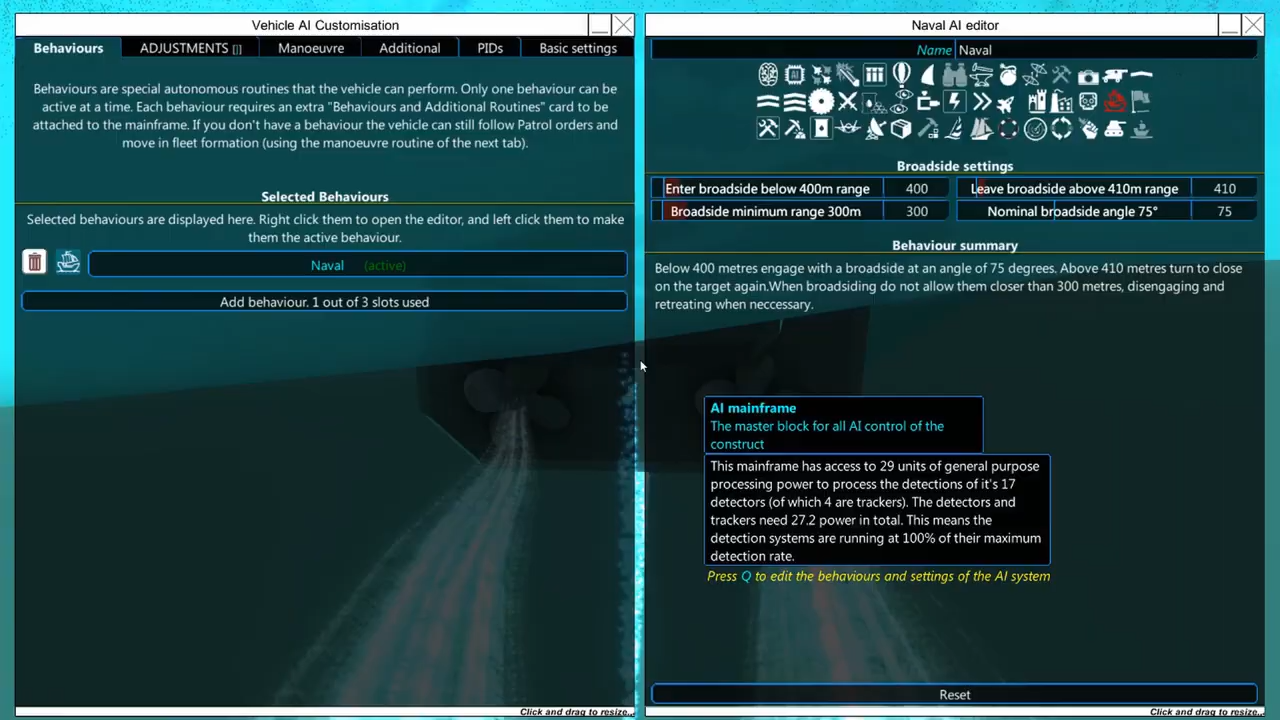 Vehicle AI Customisation
Behaviours
ADJUSTMENTS []
Manoeuvre
Additional
PIDs
Basic settings
Behaviours are special autonomous routines that the vehicle can perform. Only one behaviour can be
active at a time. Each behaviour requires an extra "Behaviours and Additional Routines" card to be
attached to the mainframe. If you don't have a behaviour the vehicle can still follow Patrol orders and
move in fleet formation (using the manoeuvre routine of the next tab).
Selected Behaviours
Selected behaviours are displayed here. Right click them to open the editor, and left click them to make
them the active behaviour.
Naval (active)
Add behaviour. 1 out of 3 slots used
Click and drag to resize...
Naval AI editor
Name Naval
Broadside settings
Enter broadside below 400m range 400
Leave broadside above 410m range 410
Broadside minimum range 300m 300
Nominal broadside angle 75° 75
Behaviour summary
Below 400 metres engage with a broadside at an angle of 75 degrees. Above 410 metres turn to close
on the target again.When broadsiding do not allow them closer than 300 metres, disengaging and
retreating when neccessary.
AI mainframe
The master block for all AI control of the
construct
This mainframe has access to 29 units of general purpose
processing power to process the detections of it's 17
detectors (of which 4 are trackers). The detectors and
trackers need 27.2 power in total. This means the
detection systems are running at 100% of their maximum
detection rate.
Press Q to edit the behaviours and settings of the AI system
Reset
Click and drag to resize...